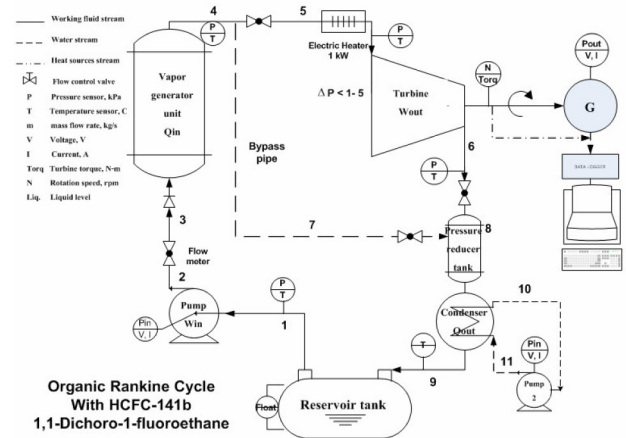 Working fluid stream
Water stream
Heat sources stream
Flow control valve
P Pressure sensor, kPa
T Temperature sensor, C
m mass flow rate, kg/s
V Voltage, V
I Current, A
Torq Turbine torque, N-m
N Rotation speed, rpm
Liq. Liquid level
4
5
P
T
Vapor
generator
unit
Qin
Electric Heater
1 kW
P
T
Δ P < 1- 5
Turbine
Wout
N
Torq
Pout
V, I
G
DATA LOGGER
Bypass
pipe
6
P
T
3
7
Pressure
reducer
tank
8
Flow
meter
2
Pump
Win
Pin
V, I
P
T
1
Condenser
Qout
10
11
Pin
V, I
Pump
2
T
9
Float
Reservoir tank
Organic Rankine Cycle
With HCFC-141b
1,1-Dichoro-1-fluoroethane